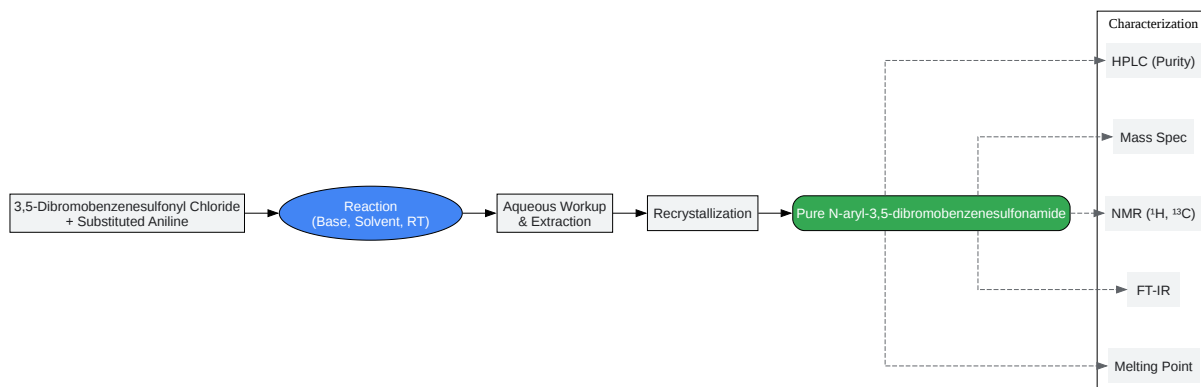 3,5-Dibromobenzenesulfonyl Chloride
+ Substituted Aniline
Reaction
(Base, Solvent, RT)
Aqueous Workup
& Extraction
Recrystallization
Pure N-aryl-3,5-dibromobenzenesulfonamide
Characterization
HPLC (Purity)
Mass Spec
NMR (¹H, ¹³C)
FT-IR
Melting Point